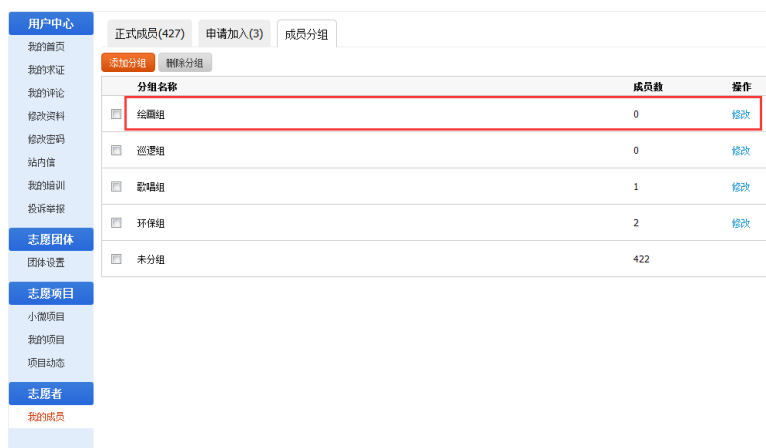 用户中心
我的首页
我的求证
我的评论
修改资料
修改密码
站内信
我的培训
投诉举报
志愿团体
团体设置
志愿项目
小微项目
我的项目
项目动态
志愿者
我的成员
正式成员(427) 申请加入(3) 成员分组
添加分组 删除分组
分组名称 成员数 操作
绘画组 0 修改
巡逻组 0 修改
歌唱组 1 修改
环保组 2 修改
未分组 422